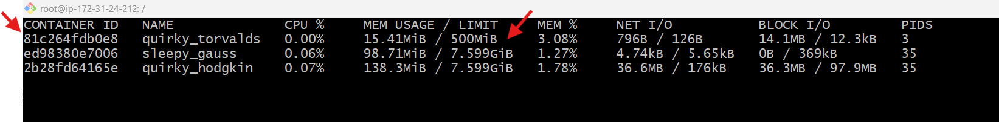 root@ip-172-31-24-212: /
CONTAINER ID NAME CPU % MEM USAGE / LIMIT MEM % NET I/O BLOCK I/O PIDS
81c264fdb0e8 quirky_torvalds 0.00% 15.41MiB / 500MiB 3.08% 796B / 126B 14.1MB / 12.3kB 3
ed98380e7006 sleepy_gauss 0.06% 98.71MiB / 7.599GiB 1.27% 4.74kB / 5.65kB 0B / 369kB 35
2b28fd64165e quirky_hodgkin 0.07% 138.3MiB / 7.599GiB 1.78% 36.6MB / 176kB 36.3MB / 97.9MB 35